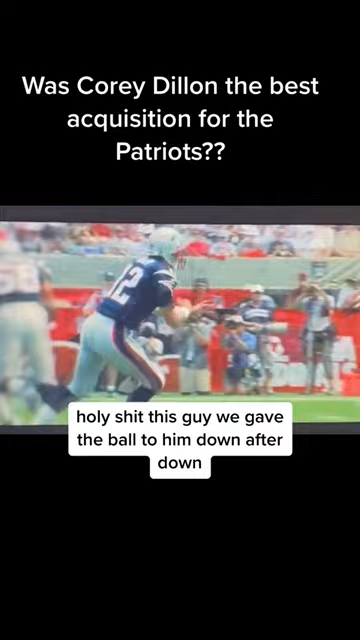 Was Corey Dillon the best
acquisition for the
Patriots??
12
holy shit this guy we gave
the ball to him down after
down